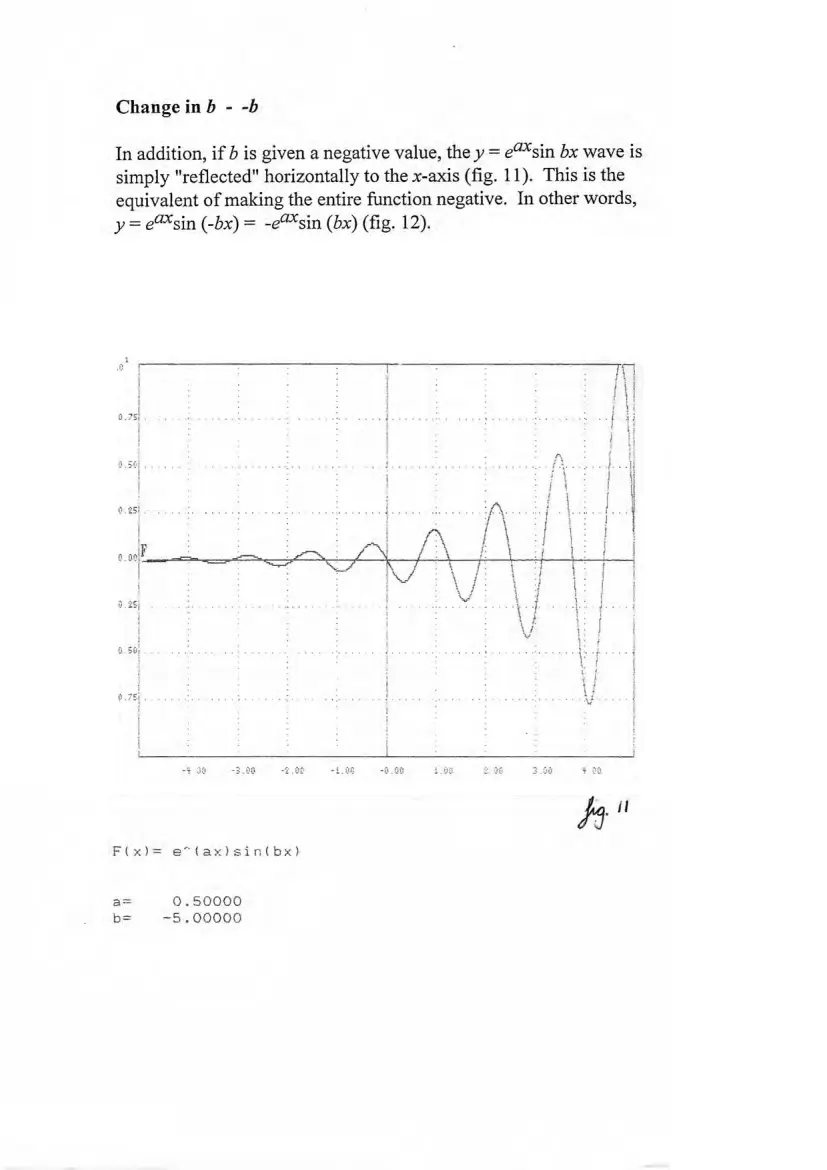 Change in b - -b
In addition, if b is given a negative value, the y = e^ax sin bx wave is
simply "reflected" horizontally to the x-axis (fig. 11). This is the
equivalent of making the entire function negative. In other words,
y = e^ax sin (-bx) = -e^ax sin (bx) (fig. 12).
.0 1
0.75
0.50
0.25
F
0.00
0.25
0.50
0.75
-4.00 -3.00 -2.00 -1.00 -0.00 1.00 2.00 3.00 4.00
fig. 11
F(x)= e^(ax)sin(bx)
a= 0.50000
b= -5.00000